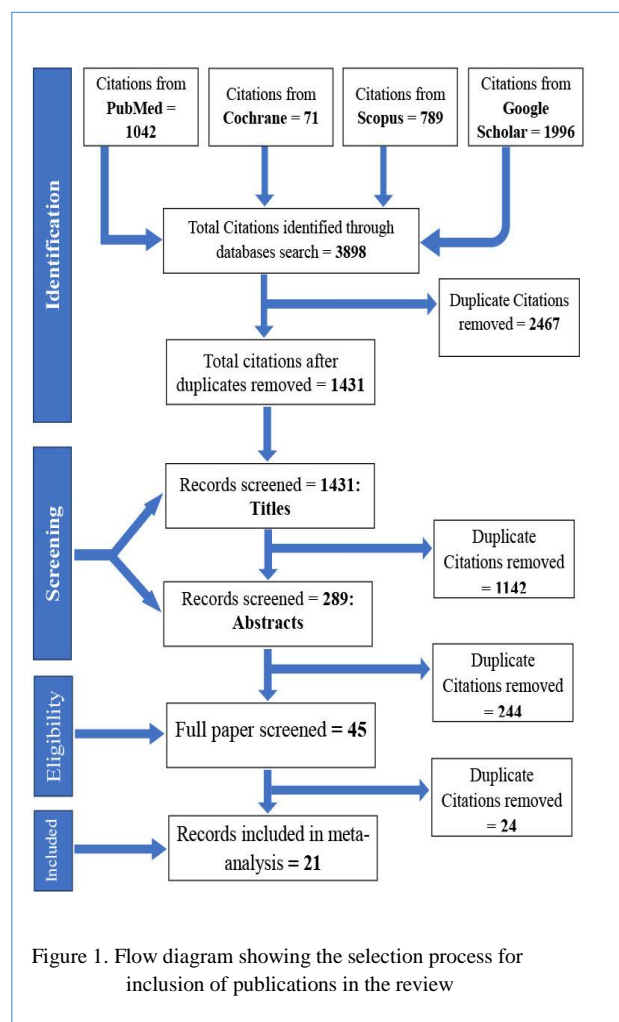 Identification
Citations from
PubMed =
1042
Citations from
Cochrane = 71
Citations from
Scopus = 789
Citations from
Google
Scholar = 1996
Total Citations identified through
databases search = 3898
Duplicate Citations
removed = 2467
Total citations after
duplicates removed = 1431
Screening
Records screened = 1431:
Titles
Duplicate
Citations removed
= 1142
Records screened = 289:
Abstracts
Duplicate
Citations removed
= 244
Eligibility
Full paper screened = 45
Duplicate
Citations removed
= 24
Included
Records included in meta-
analysis = 21
Figure 1. Flow diagram showing the selection process for
inclusion of publications in the review